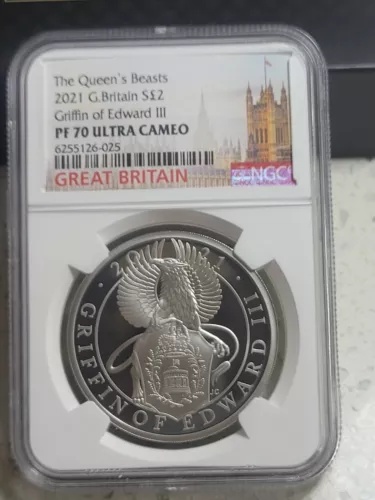 The Queen's Beasts
2021 G.Britain S£2
Griffin of Edward III
PF 70 ULTRA CAMEO
6255126-025
GREAT BRITAIN
NGC
· 2021 ·
GRIFFIN OF EDWARD III
JC